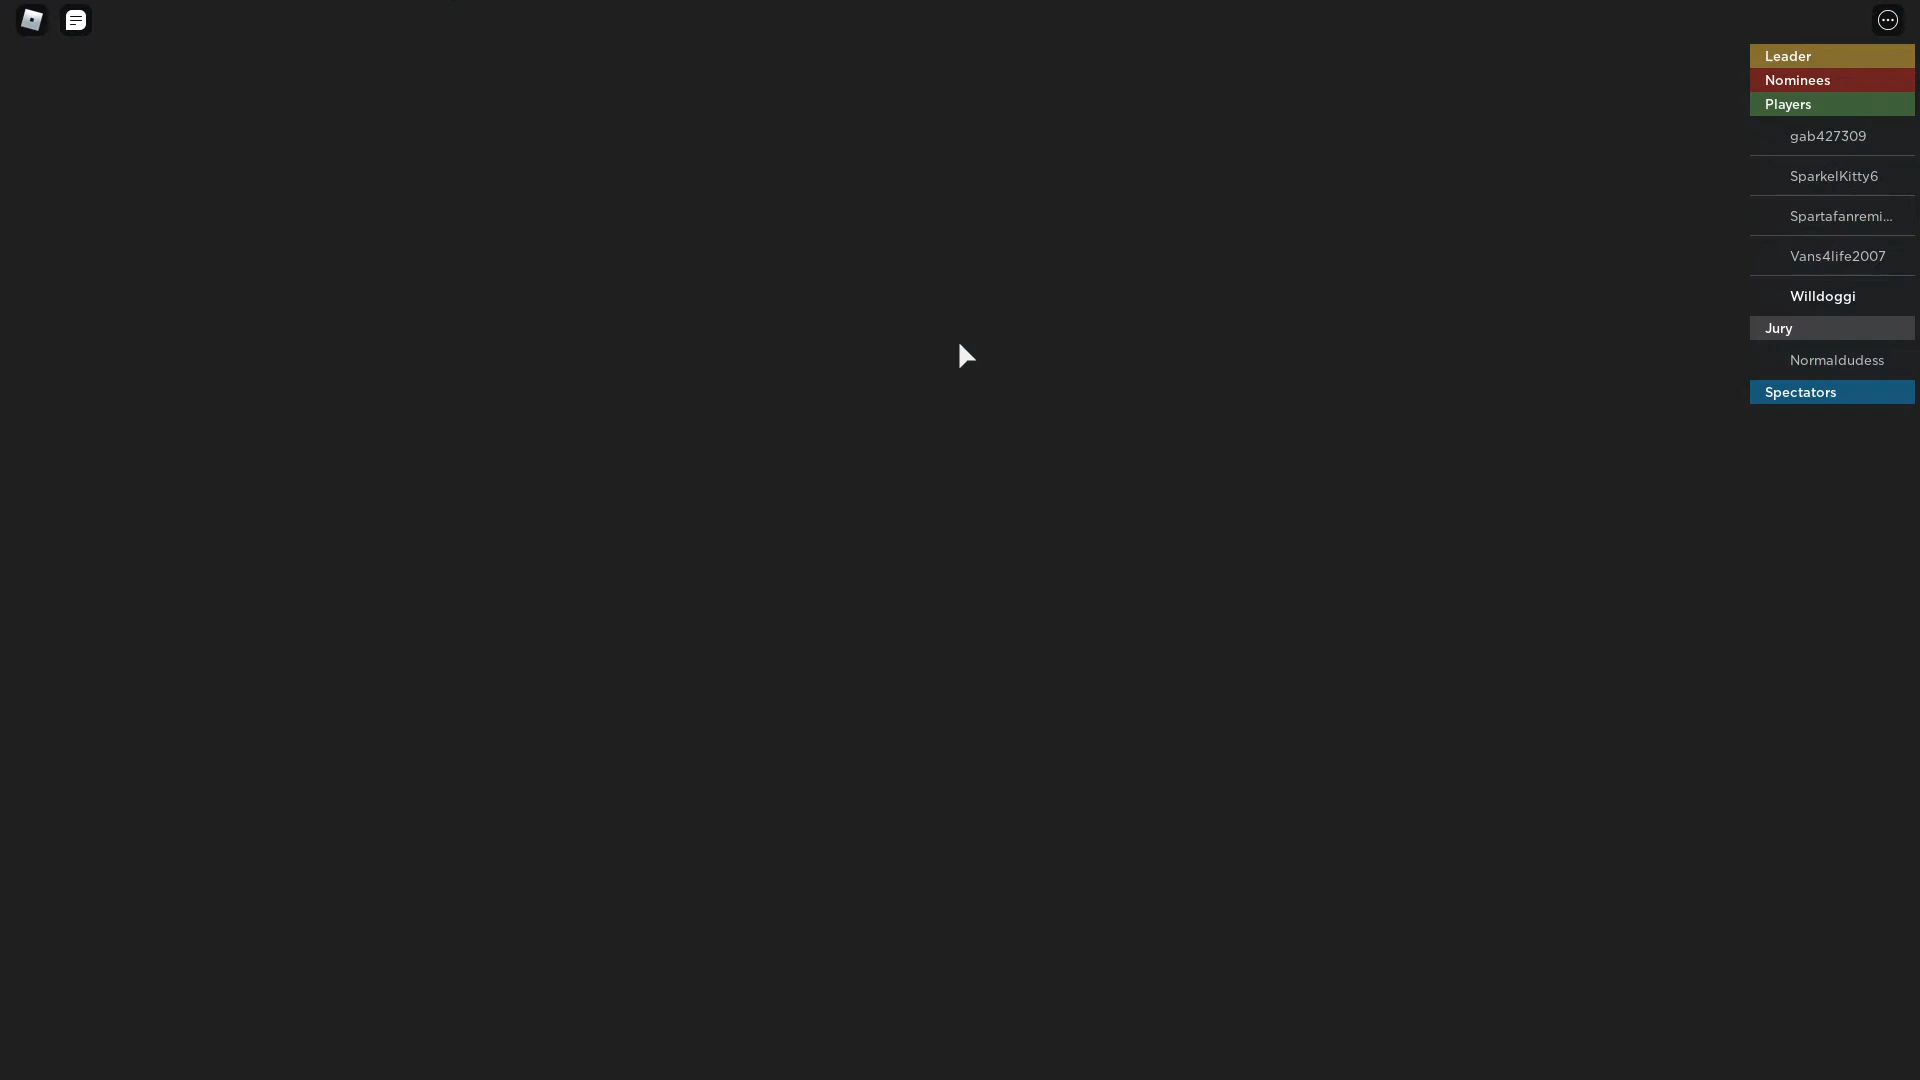 Leader
Nominees
Players
gab427309
SparkelKitty6
Spartafanremi...
Vans4life2007
Willdoggi
Jury
Normaldudess
Spectators